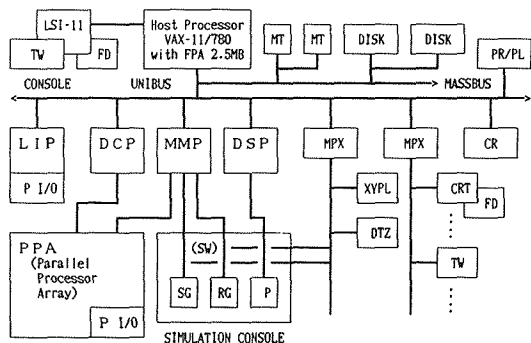 LSI-11
TW
FD
CONSOLE
Host Processor
VAX-11/780
with FPA 2.5MB
MT
MT
DISK
DISK
PR/PL
UNIBUS
MASSBUS
LIP
P I/O
DCP
MMP
DSP
MPX
MPX
CR
XYPL
DTZ
CRT
FD
TW
PPA
(Parallel
Processor
Array)
P I/O
(SW)
SG
RG
P
SIMULATION CONSOLE